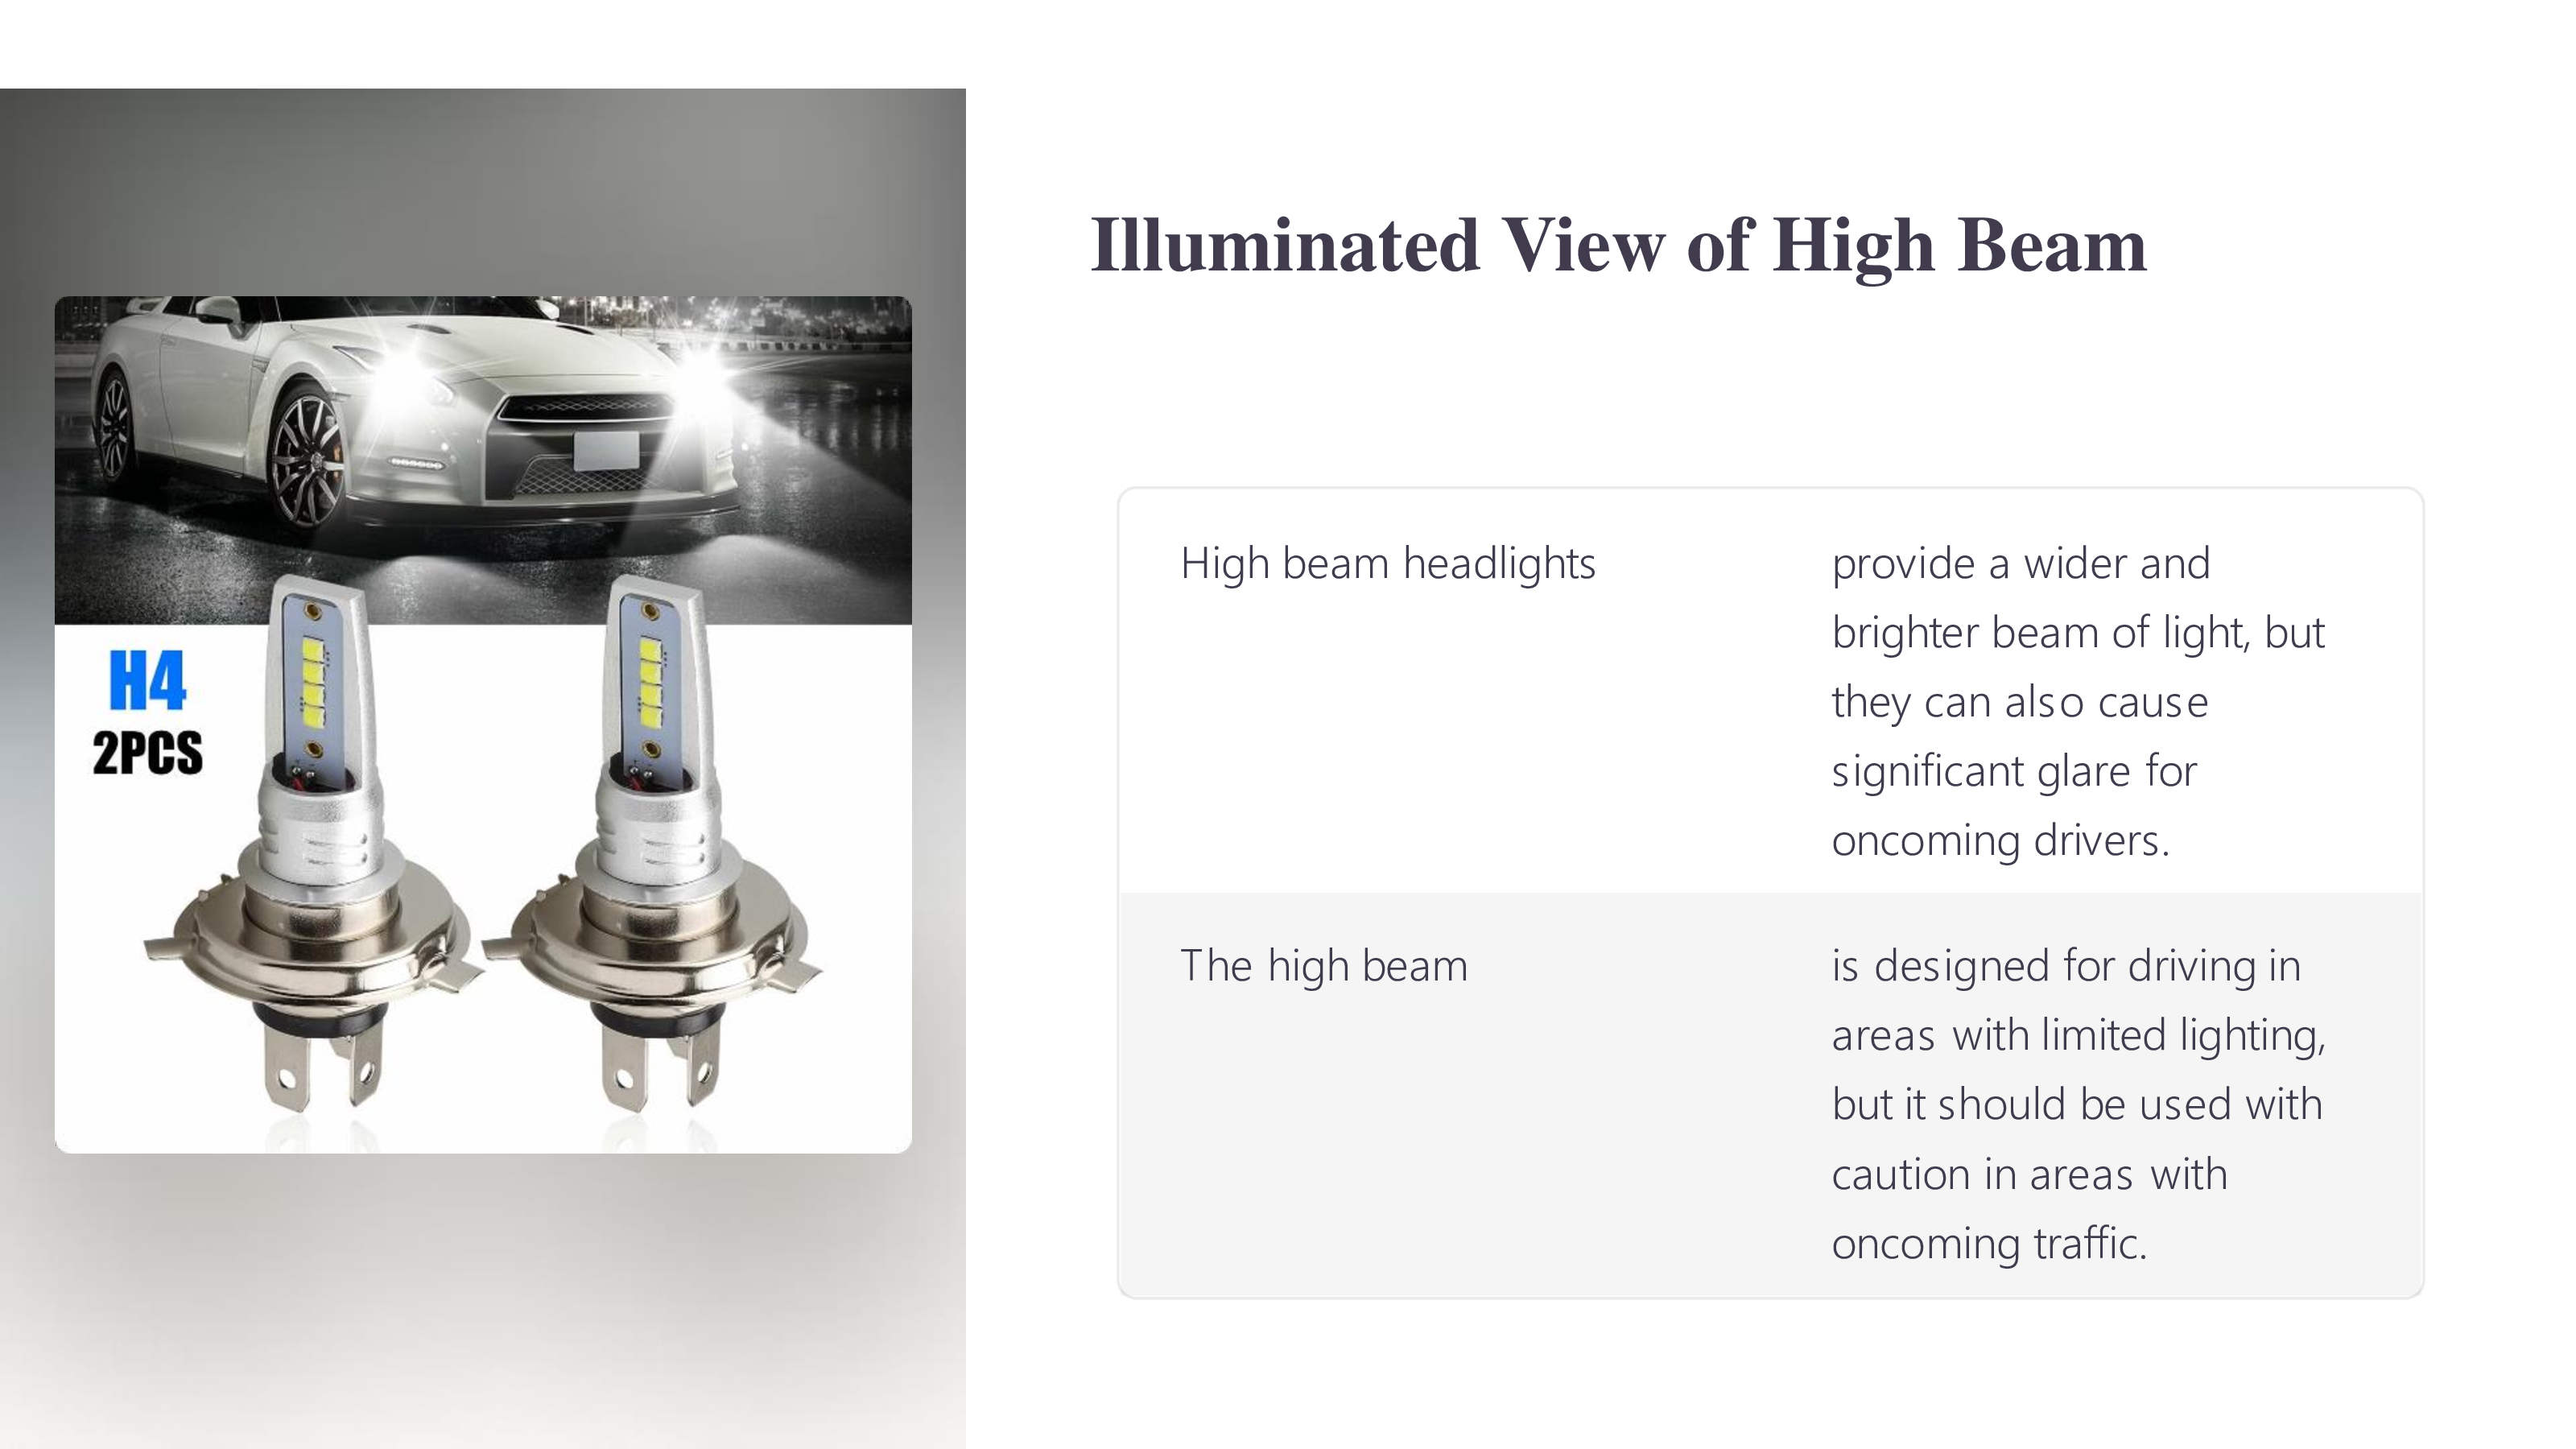 Illuminated View of High Beam
H4
2PCS
High beam headlights
provide a wider and
brighter beam of light, but
they can also cause
significant glare for
oncoming drivers.
The high beam
is designed for driving in
areas with limited lighting,
but it should be used with
caution in areas with
oncoming traffic.